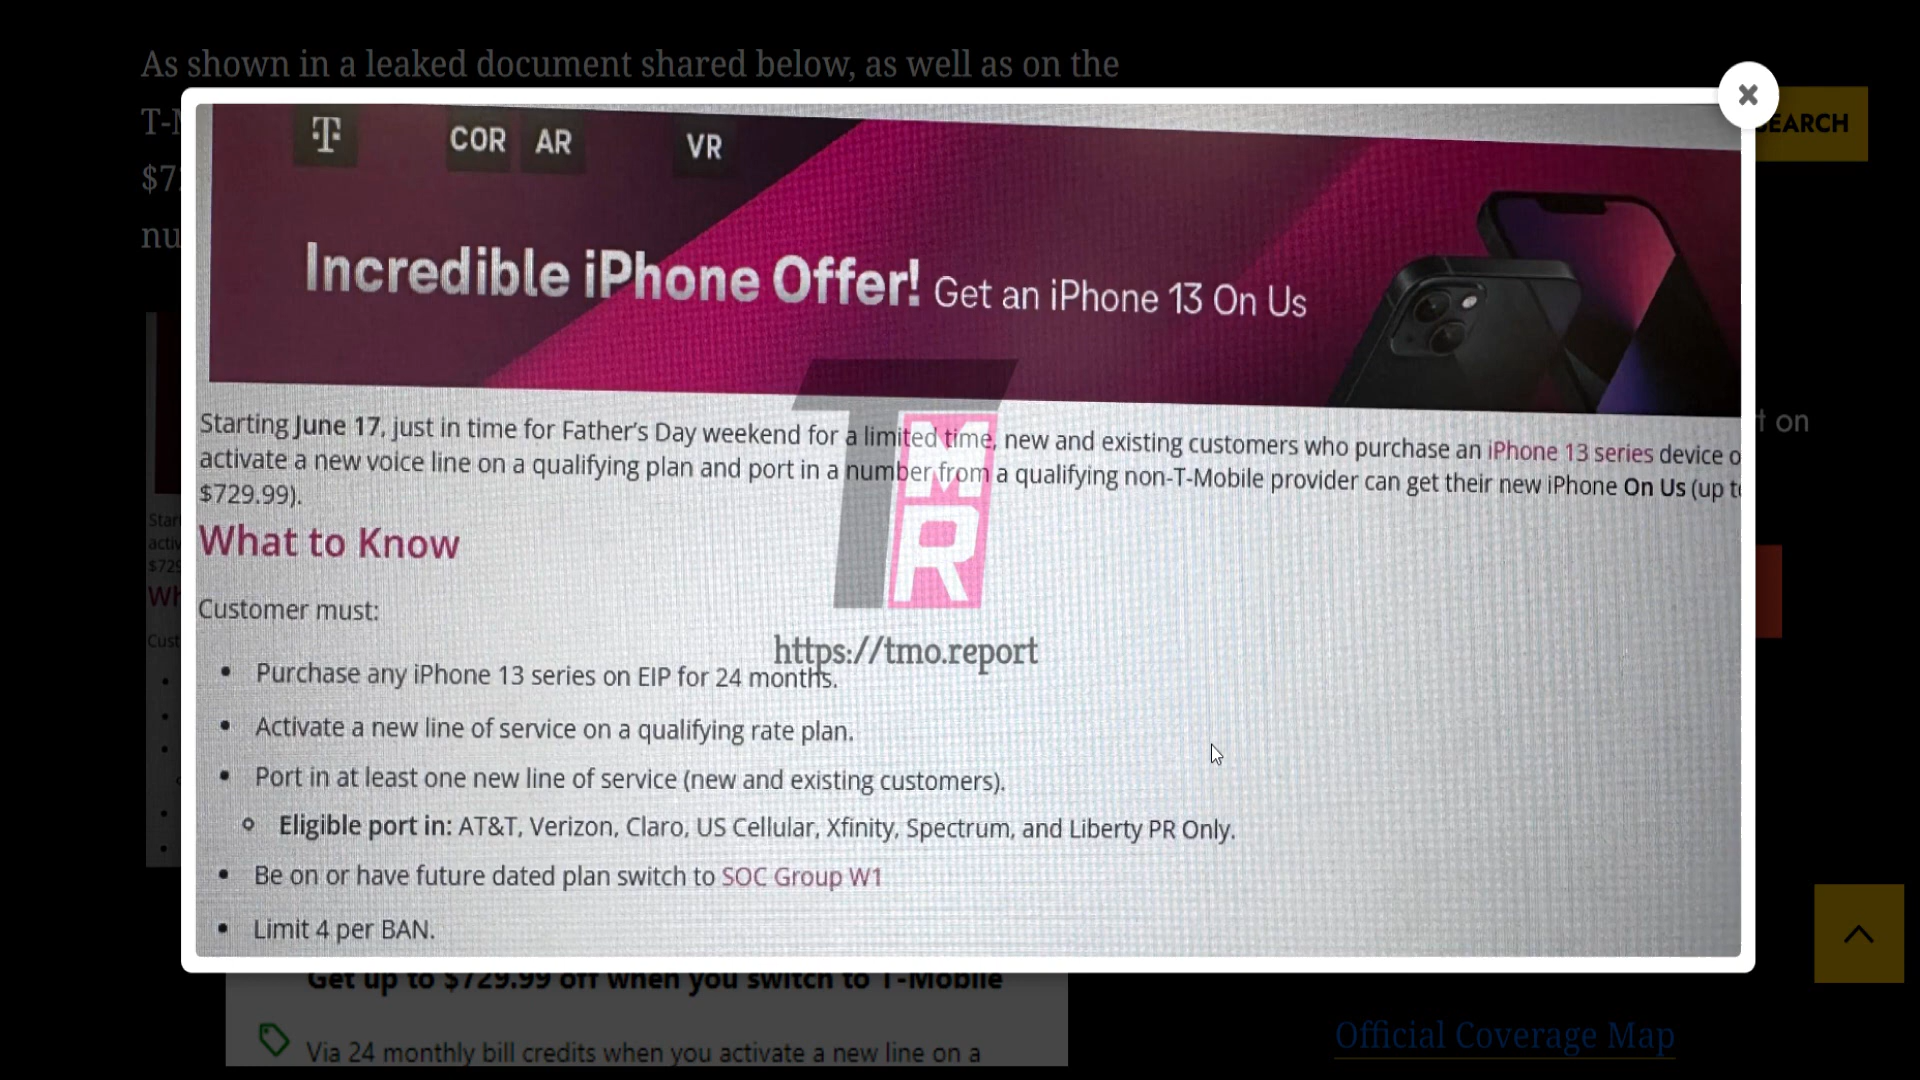 As shown in a leaked document shared below, as well as on the
SEARCH
T COR AR VR
Incredible iPhone Offer! Get an iPhone 13 On Us
Starting June 17, just in time for Father's Day weekend for a limited time, new and existing customers who purchase an iPhone 13 series device
activate a new voice line on a qualifying plan and port in a number from a qualifying non-T-Mobile provider can get their new iPhone On Us (up
$729.99).
What to Know
Customer must:
• Purchase any iPhone 13 series on EIP for 24 months.
• Activate a new line of service on a qualifying rate plan.
• Port in at least one new line of service (new and existing customers).
Eligible port in: AT&T, Verizon, Claro, US Cellular, Xfinity, Spectrum, and Liberty PR Only.
• Be on or have future dated plan switch to SOC Group W1
• Limit 4 per BAN.
TMR
https://tmo.report
on
Get up to $729.99 off when you switch to T-Mobile
Via 24 monthly bill credits when you activate a new line on a
Official Coverage Map